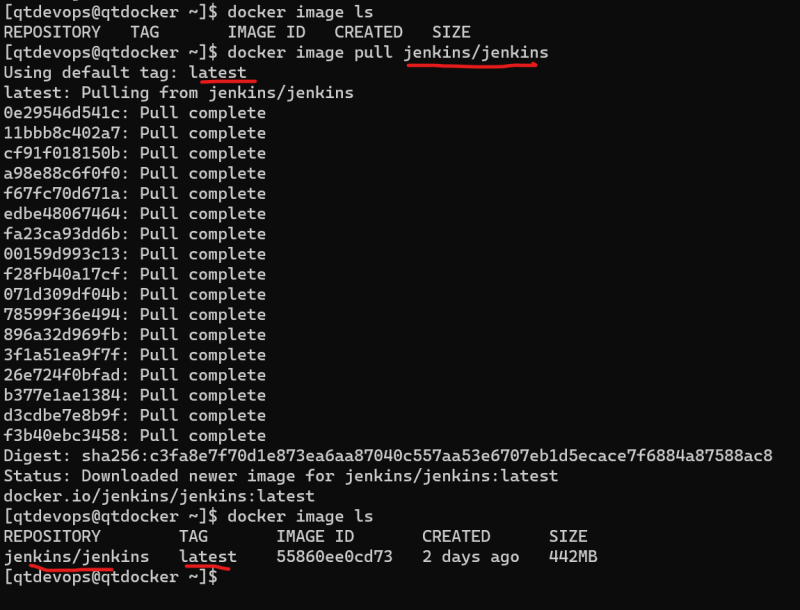 [qtdevops@qtdocker ~]$ docker image ls
REPOSITORY   TAG       IMAGE ID   CREATED   SIZE
[qtdevops@qtdocker ~]$ docker image pull jenkins/jenkins
Using default tag: latest
latest: Pulling from jenkins/jenkins
0e29546d541c: Pull complete
11bbb8c402a7: Pull complete
cf91f018150b: Pull complete
a98e88c6f0f0: Pull complete
f67fc70d671a: Pull complete
edbe48067464: Pull complete
fa23ca93dd6b: Pull complete
00159d993c13: Pull complete
f28fb40a17cf: Pull complete
071d309df04b: Pull complete
78599f36e494: Pull complete
896a32d969fb: Pull complete
3f1a51ea9f7f: Pull complete
26e724f0bfad: Pull complete
b377e1ae1384: Pull complete
d3cdbe7e8b9f: Pull complete
f3b40ebc3458: Pull complete
Digest: sha256:c3fa8e7f70d1e873ea6aa87040c557aa53e6707eb1d5ecace7f6884a87588ac8
Status: Downloaded newer image for jenkins/jenkins:latest
docker.io/jenkins/jenkins:latest
[qtdevops@qtdocker ~]$ docker image ls
REPOSITORY        TAG       IMAGE ID       CREATED      SIZE
jenkins/jenkins   latest    55860ee0cd73   2 days ago   442MB
[qtdevops@qtdocker ~]$